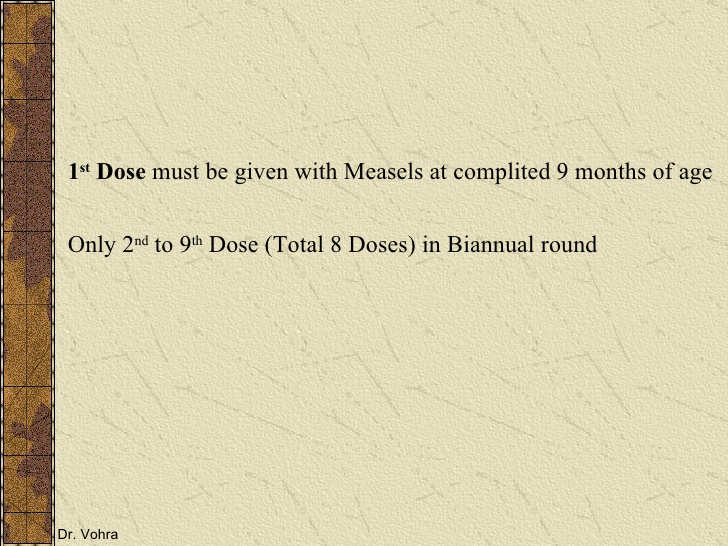 1st Dose must be given with Measels at complited 9 months of age
Only 2nd to 9th Dose (Total 8 Doses) in Biannual round
Dr. Vohra